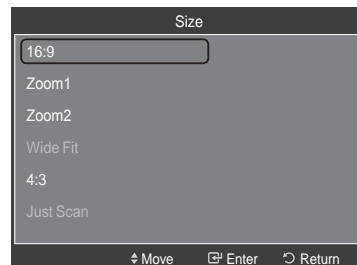 Size
16:9
Zoom1
Zoom2
Wide Fit
4:3
Just Scan
Move Enter Return